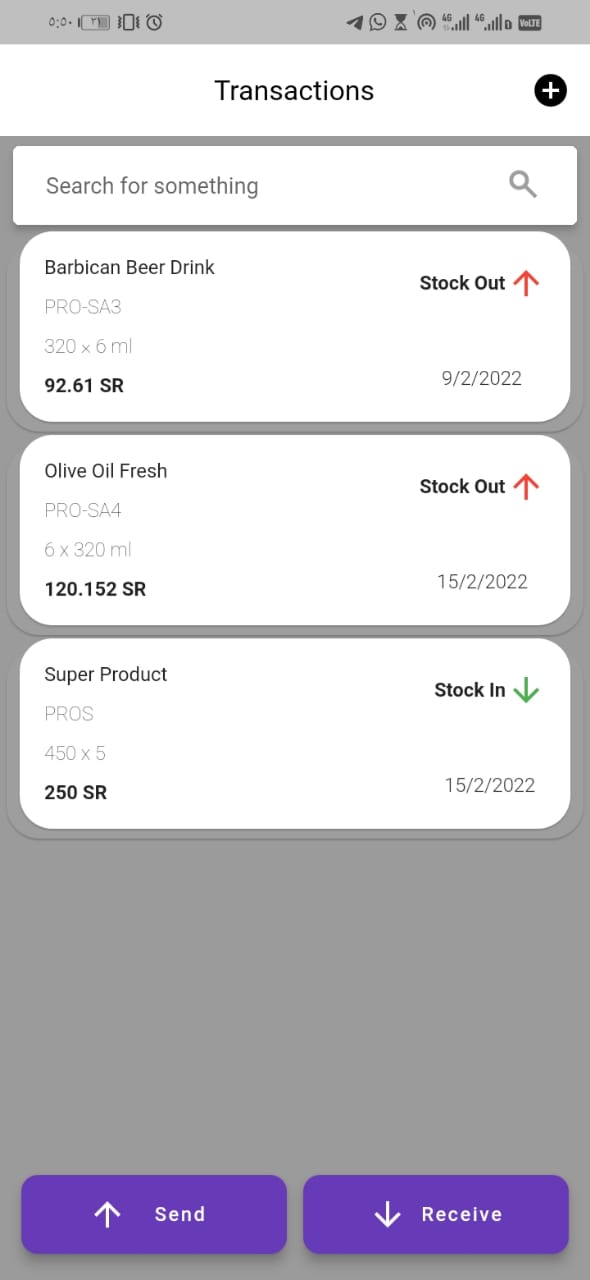 ٥:٥٠ ٢١ 4G 4G D VoLTE
Transactions
Search for something
Barbican Beer Drink
Stock Out
PRO-SA3
320 × 6 ml
92.61 SR
9/2/2022
Olive Oil Fresh
Stock Out
PRO-SA4
6 x 320 ml
120.152 SR
15/2/2022
Super Product
Stock In
PROS
450 x 5
250 SR
15/2/2022
Send
Receive